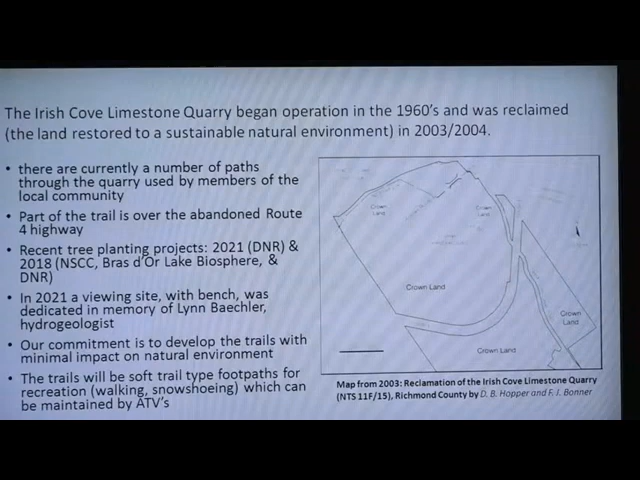 The Irish Cove Limestone Quarry began operation in the 1960's and was reclaimed
(the land restored to a sustainable natural environment) in 2003/2004.
• there are currently a number of paths
through the quarry used by members of the
local community
• Part of the trail is over the abandoned Route
4 highway
• Recent tree planting projects: 2021 (DNR) &
2018 (NSCC, Bras d'Or Lake Biosphere, &
DNR)
• In 2021 a viewing site, with bench, was
dedicated in memory of Lynn Baechler,
hydrogeologist
• Our commitment is to develop the trails with
minimal impact on natural environment
• The trails will be soft trail type footpaths for
recreation (walking, snowshoeing) which can
be maintained by ATV's
Crown
Land
Crown
Land
Crown Land
Crown
Land
Crown Land
Map from 2003: Reclamation of the Irish Cove Limestone Quarry
(NTS 11F/15), Richmond County by D. B. Hopper and F. J. Bonner